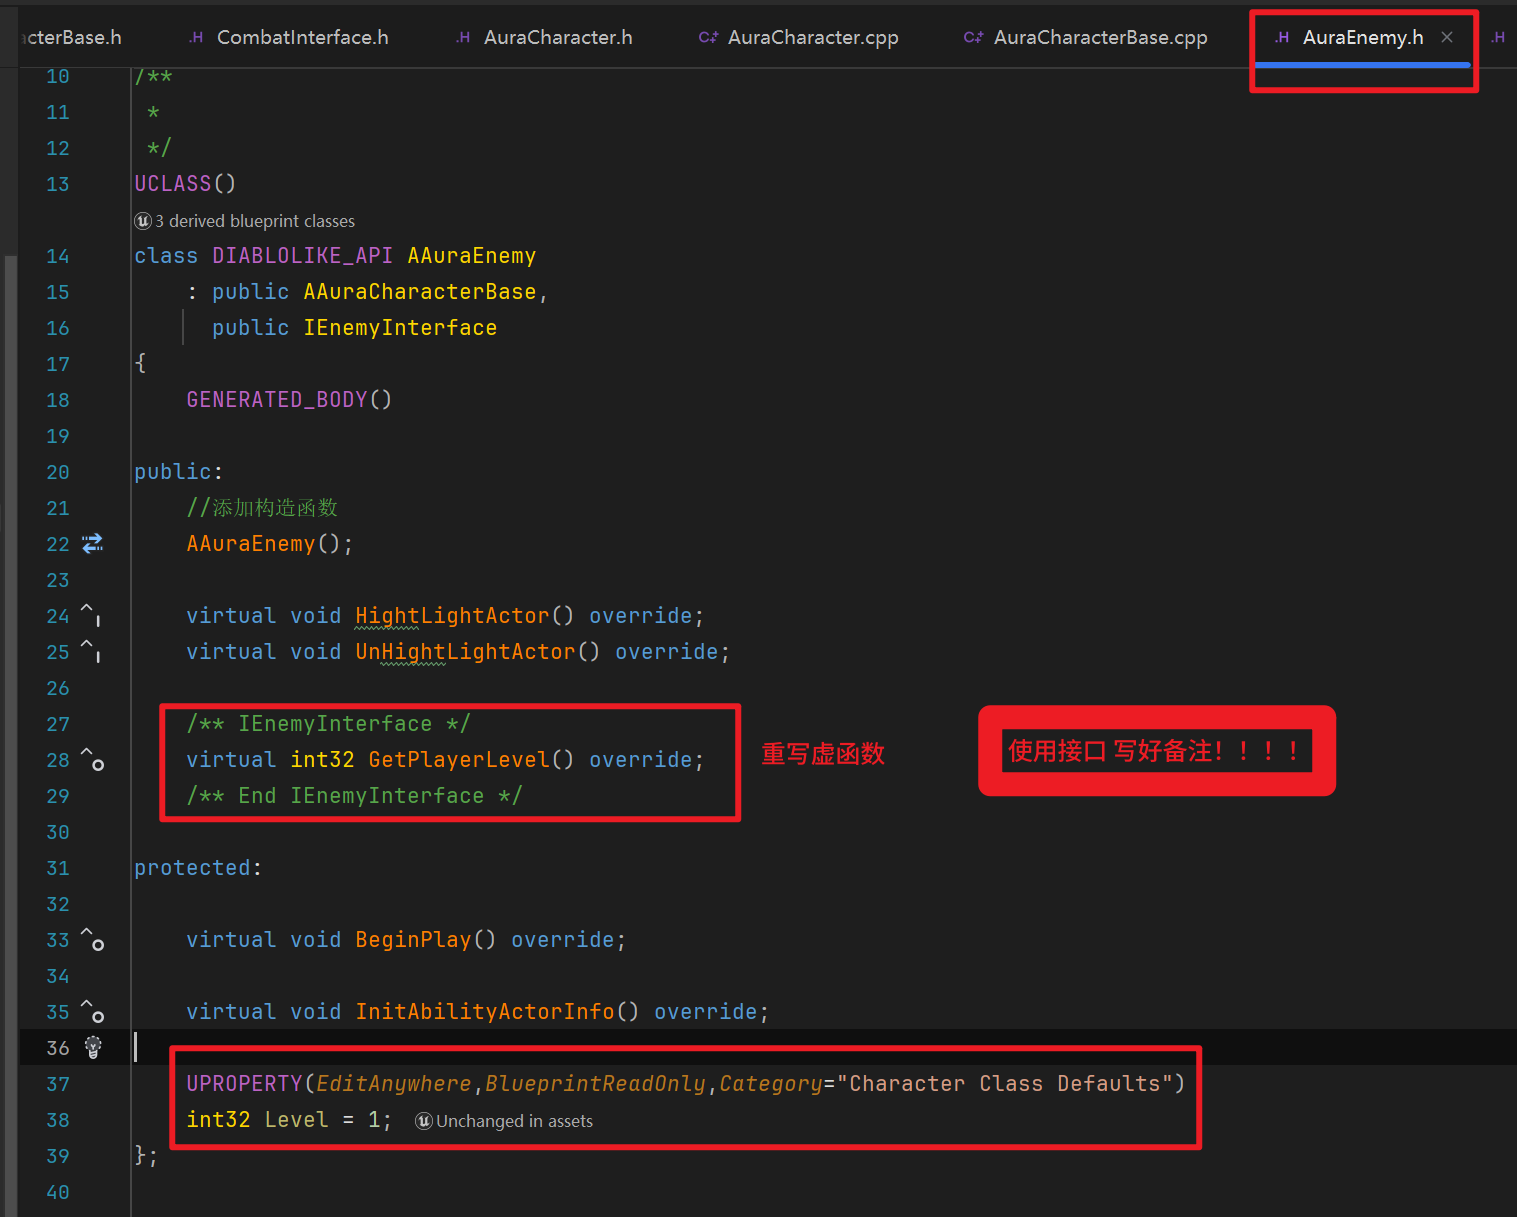 acterBase.h .H CombatInterface.h .H AuraCharacter.h C++ AuraCharacter.cpp C++ AuraCharacterBase.cpp .H AuraEnemy.h × .H
10 /**
11 *
12 */
13 UCLASS()
3 derived blueprint classes
14 class DIABLOLIKE_API AAuraEnemy
15 : public AAuraCharacterBase,
16 public IEnemyInterface
17 {
18 GENERATED_BODY()
19
20 public:
21 //添加构造函数
22 AAuraEnemy();
23
24 virtual void HightLightActor() override;
25 virtual void UnHightLightActor() override;
26
27 /** IEnemyInterface */
28 virtual int32 GetPlayerLevel() override; 重写虚函数 使用接口 写好备注！！！！
29 /** End IEnemyInterface */
30
31 protected:
32
33 virtual void BeginPlay() override;
34
35 virtual void InitAbilityActorInfo() override;
36
37 UPROPERTY(EditAnywhere,BlueprintReadOnly,Category="Character Class Defaults")
38 int32 Level = 1; Unchanged in assets
39 };
40